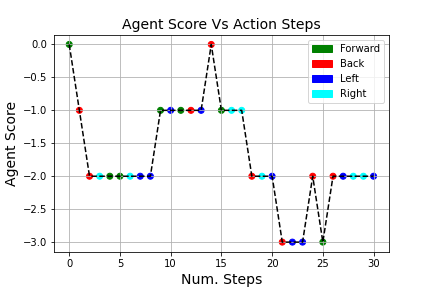 Agent Score Vs Action Steps
Agent Score
0.0
−0.5
−1.0
−1.5
−2.0
−2.5
−3.0
Forward
Back
Left
Right
0 5 10 15 20 25 30
Num. Steps